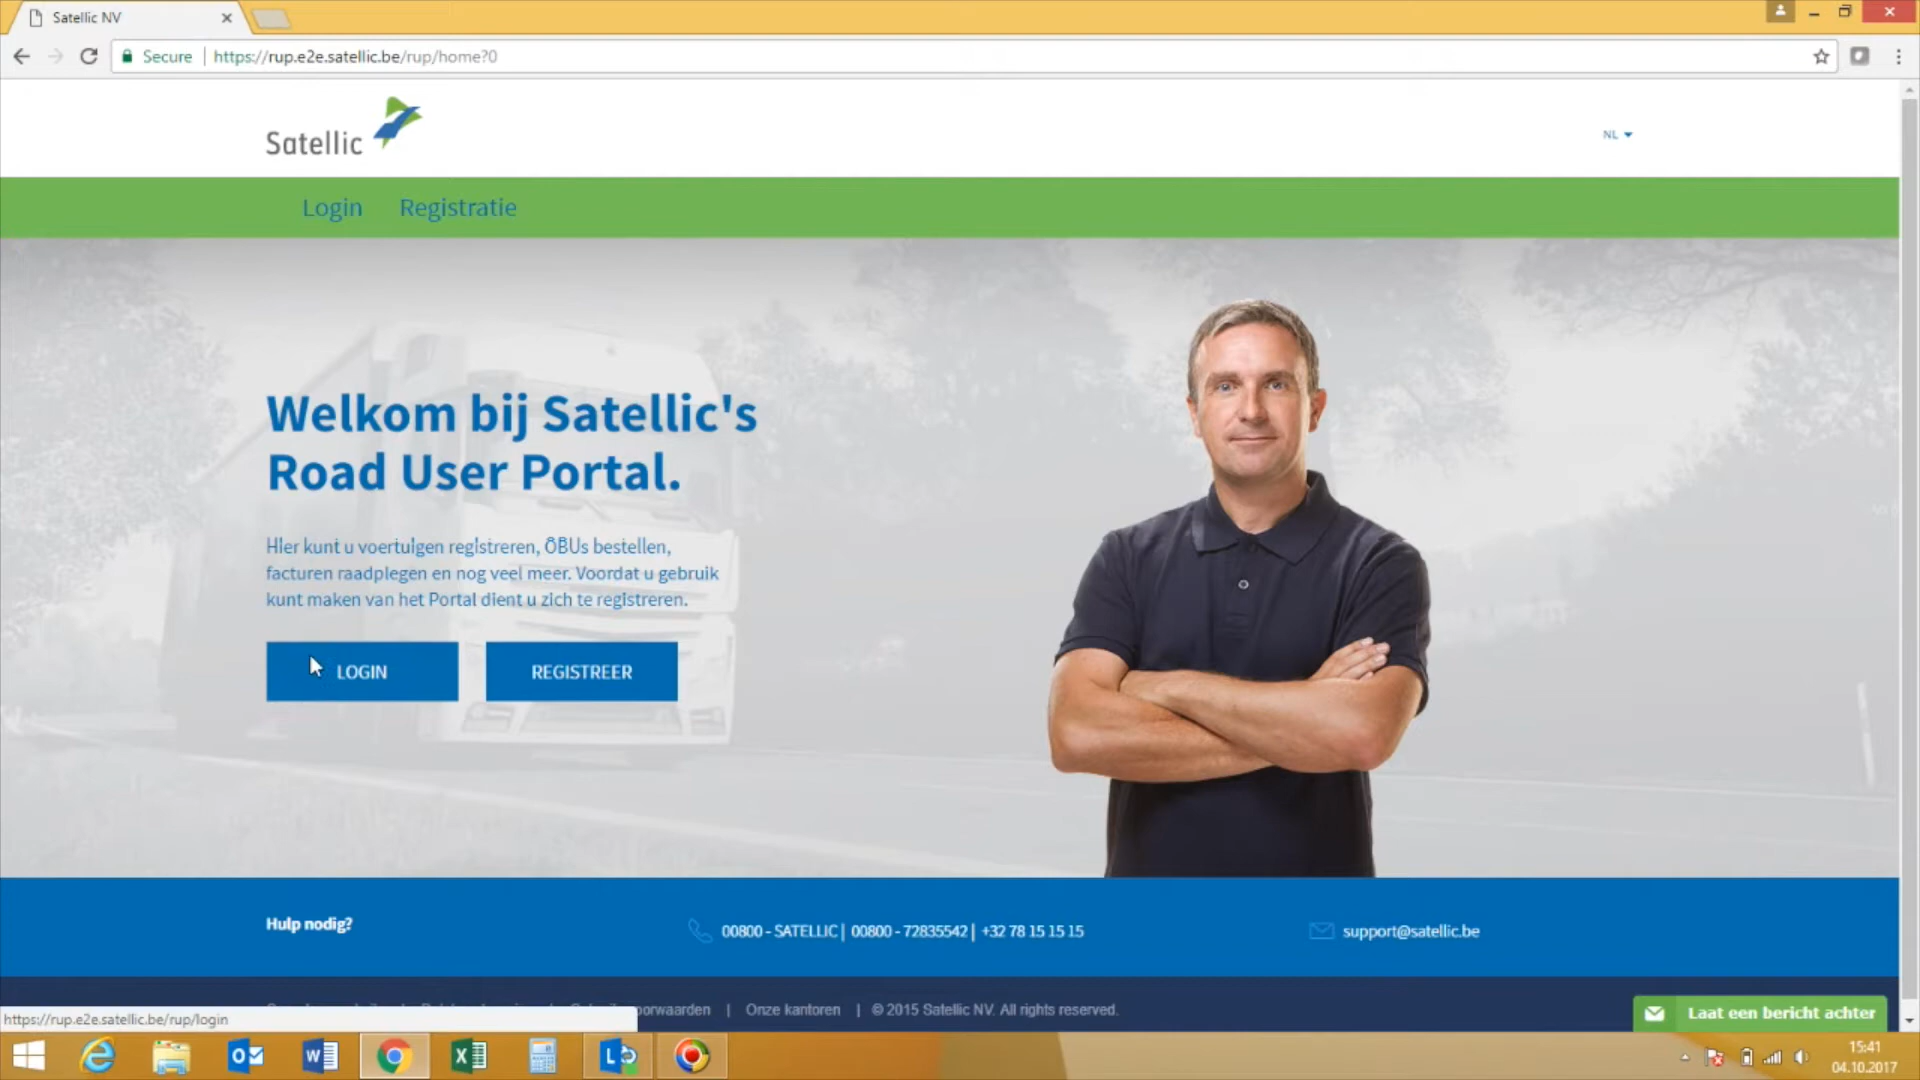 Satellic NV
Secure https://rup.e2e.satellic.be/rup/home?0
Satellic
NL
Login Registratie
Welkom bij Satellic's
Road User Portal.
Hier kunt u voertuigen registreren, OBUs bestellen,
facturen raadplegen en nog veel meer. Voordat u gebruik
kunt maken van het Portal dient u zich te registreren.
LOGIN REGISTREER
Hulp nodig? 00800 - SATELLIC | 00800 - 72835542 | +32 78 15 15 15 support@satellic.be
| Onze kantoren | © 2015 Satellic NV. All rights reserved.
Laat een bericht achter
https://rup.e2e.satellic.be/rup/login
15:41
04.10.2017